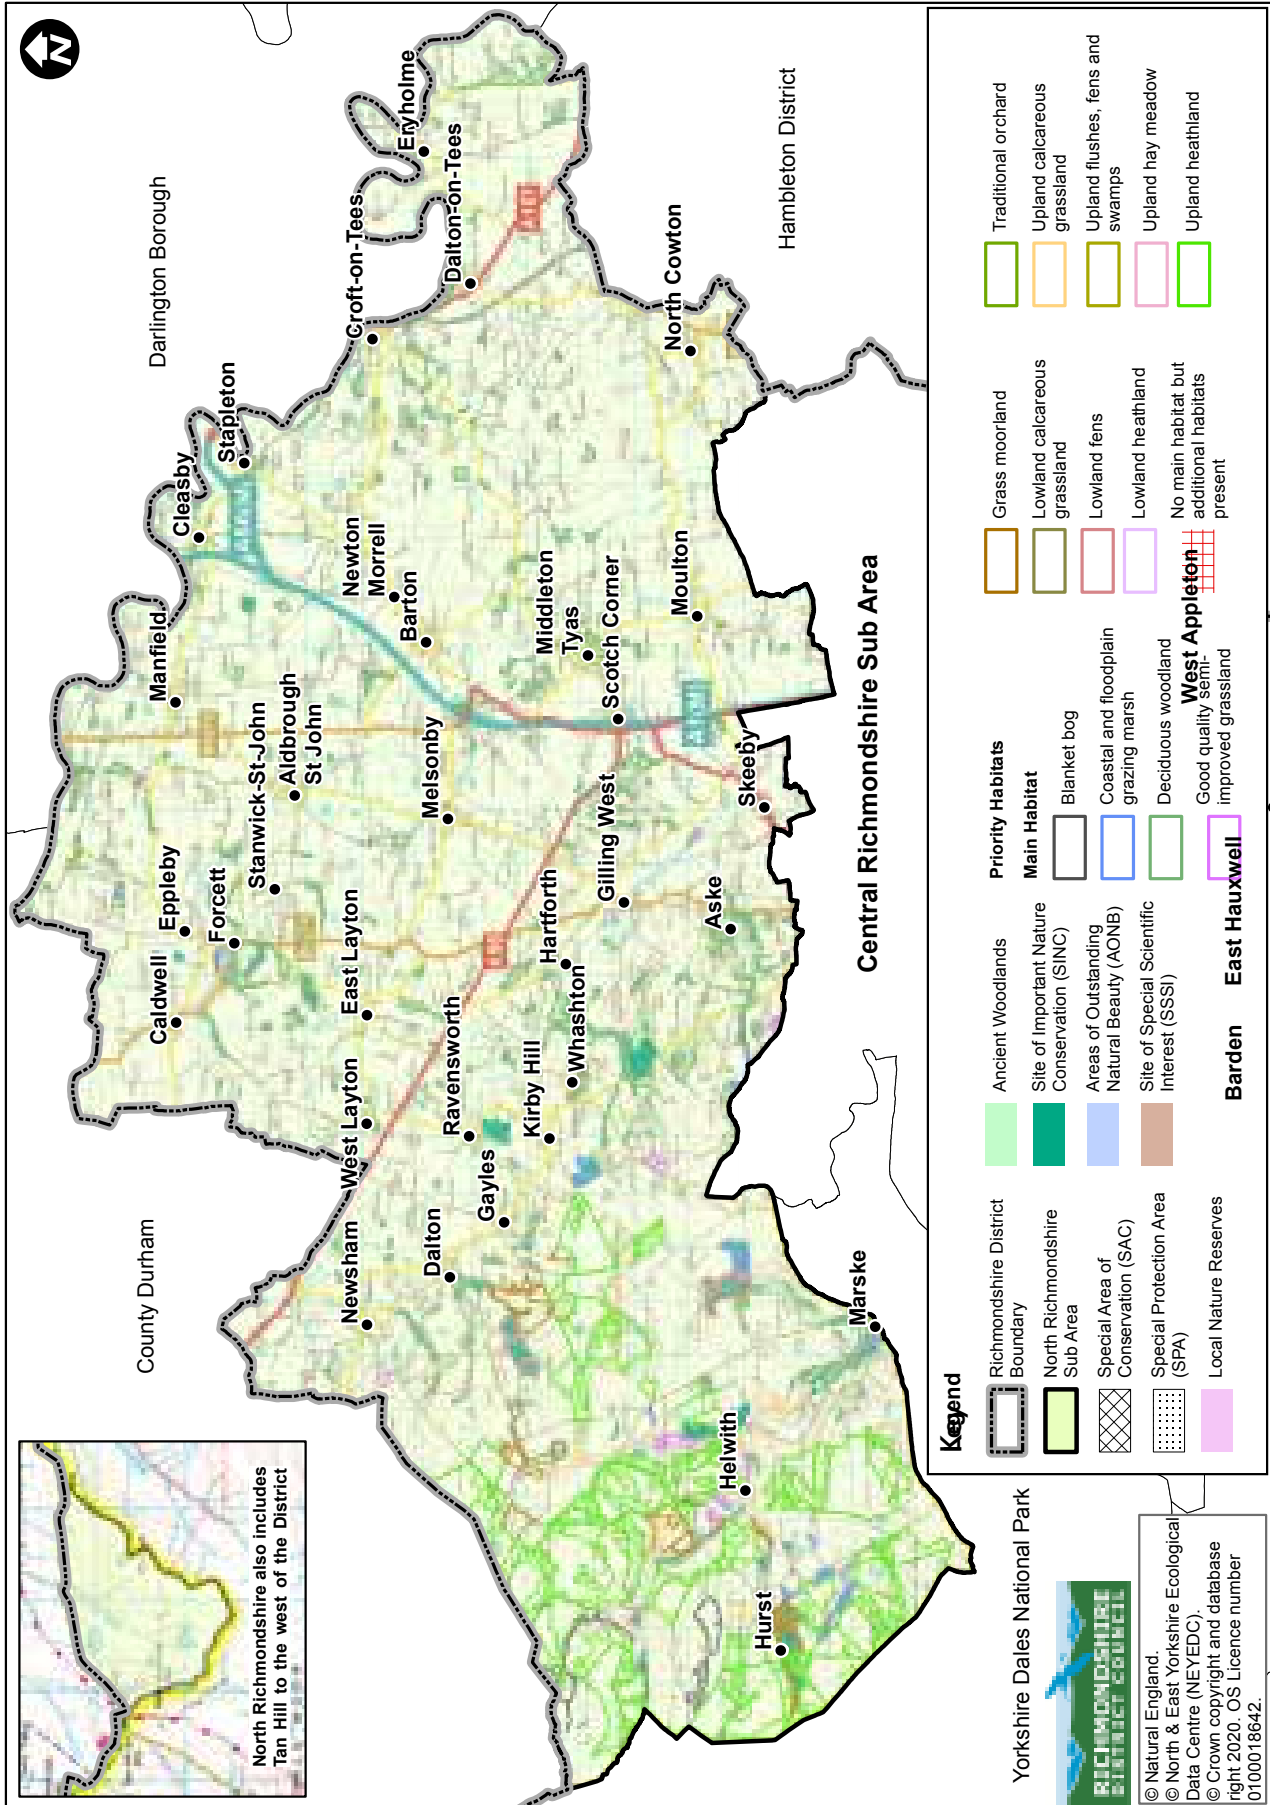 N
Darlington Borough
County Durham
Hambleton District
Yorkshire Dales National Park
Central Richmondshire Sub Area
North Richmondshire also includes
Tan Hill to the west of the District
Eryholme
Dalton-on-Tees
Croft-on-Tees
North Cowton
Stapleton
Cleasby
Manfield
Newton
Morrell
Barton
Middleton
Tyas
Scotch Corner
Moulton
Stanwick-St-John
Aldbrough
St John
Melsonby
Skeeby
Gilling West
Eppleby
Forcett
Caldwell
East Layton
Hartforth
Aske
West Layton
Ravensworth
Whashton
Kirby Hill
Gayles
Newsham
Dalton
Marske
Helwith
Hurst
Legend
Key
Richmondshire District
Boundary
North Richmondshire
Sub Area
Special Area of
Conservation (SAC)
Special Protection Area
(SPA)
Local Nature Reserves
Ancient Woodlands
Site of Important Nature
Conservation (SINC)
Areas of Outstanding
Natural Beauty (AONB)
Site of Special Scientific
Interest (SSSI)
Priority Habitats
Main Habitat
Blanket bog
Coastal and floodplain
grazing marsh
Deciduous woodland
Good quality semi-
improved grassland
Grass moorland
Lowland calcareous
grassland
Lowland fens
Lowland heathland
No main habitat but
additional habitats
present
Traditional orchard
Upland calcareous
grassland
Upland flushes, fens and
swamps
Upland hay meadow
Upland heathland
Barden
East Hauxwell
West Appleton
RICHMONDSHIRE
DISTRICT COUNCIL
© Natural England.
© North & East Yorkshire Ecological
Data Centre (NEYEDC).
© Crown copyright and database
right 2020. OS Licence number
0100018642.